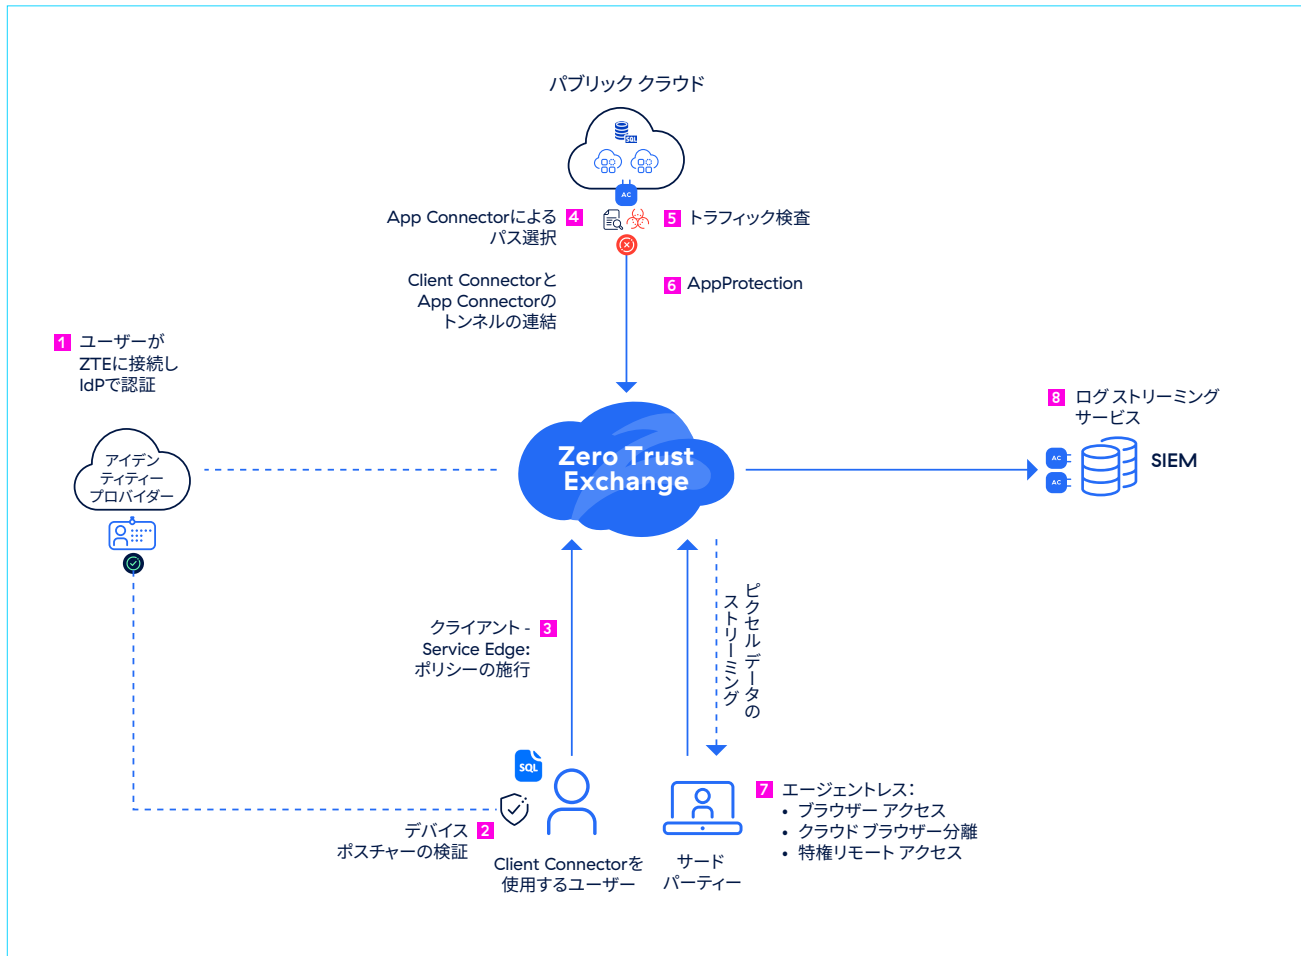 パブリック クラウド
SQL
AC
App Connectorによる
パス選択
4
5 トラフィック検査
Client Connectorと
App Connectorの
トンネルの連結
6 AppProtection
1 ユーザーが
ZTEに接続し
IdPで認証
アイデン
ティティー
プロバイダー
Zero Trust
Exchange
8 ログ ストリーミング
サービス
AC
AC
SIEM
クライアント - 3
Service Edge:
ポリシーの施行
ピクセル データの
ストリーミング
SQL
デバイス 2
ポスチャーの検証
Client Connectorを
使用するユーザー
サード
パーティー
7 エージェントレス：
• ブラウザー アクセス
• クラウド ブラウザー分離
• 特権リモート アクセス